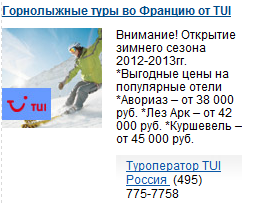 Горнолыжные туры во Францию от TUI
Внимание! Открытие
зимнего сезона
2012-2013гг.
*Выгодные цены на
популярные отели
*Авориаз – от 38 000
руб. *Лез Арк – от 42
000 руб. *Куршевель –
от 45 000 руб.
TUI
Туроператор TUI
Россия (495)
775-7758